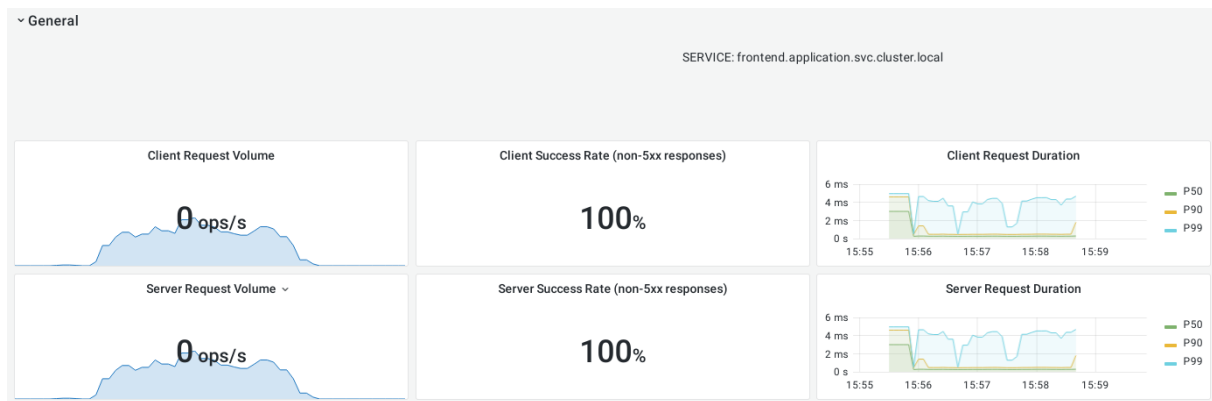 General
SERVICE: frontend.application.svc.cluster.local
Client Request Volume
0 ops/s
Client Success Rate (non-5xx responses)
100%
Client Request Duration
6 ms
4 ms
2 ms
0 s
15:55 15:56 15:57 15:58 15:59
P50
P90
P99
Server Request Volume
0 ops/s
Server Success Rate (non-5xx responses)
100%
Server Request Duration
6 ms
4 ms
2 ms
0 s
15:55 15:56 15:57 15:58 15:59
P50
P90
P99